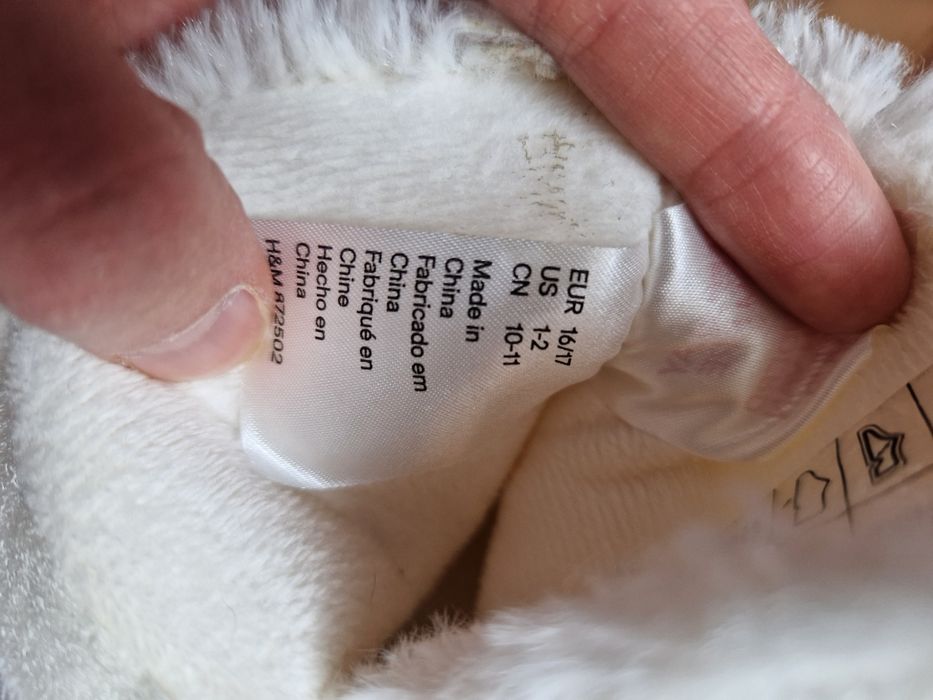 EUR 16/17
US 1-2
CN 10-11
Made in
China
Fabricado em
China
Fabriqué en
Chine
Hecho en
China
H&M 872502